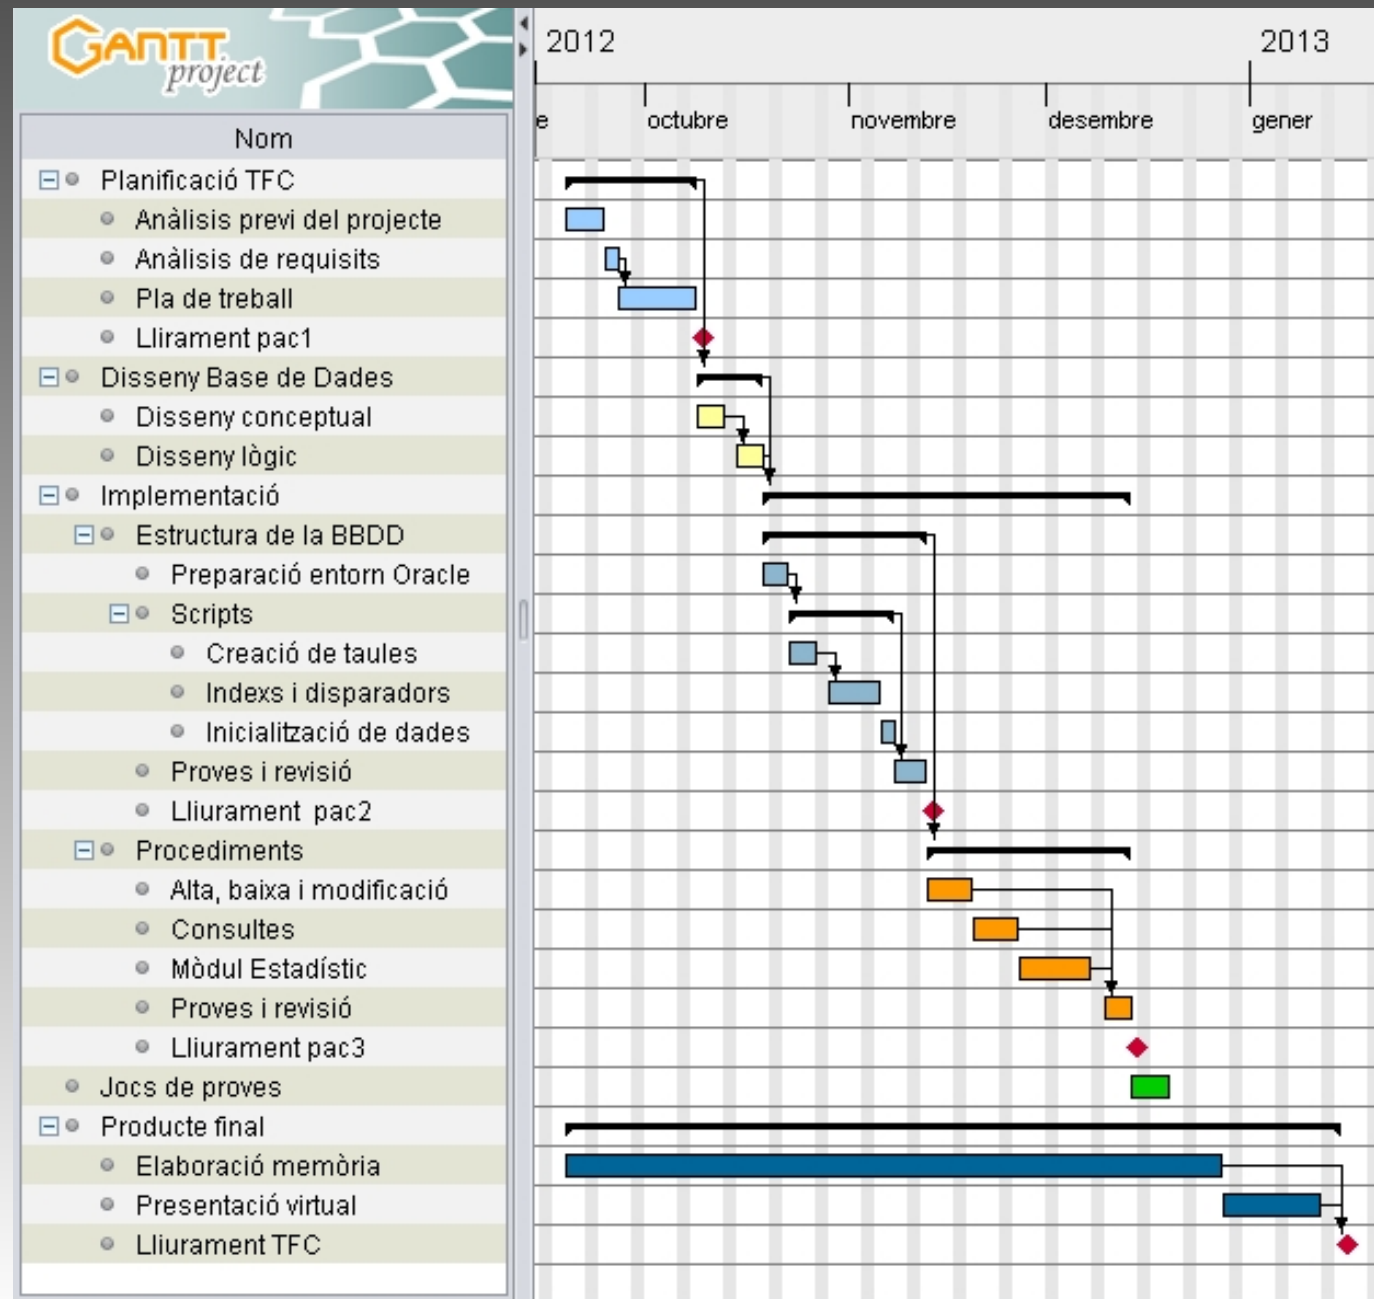 GANTT
project
2012
2013
e
octubre
novembre
desembre
gener
Nom
Planificació TFC
Anàlisis previ del projecte
Anàlisis de requisits
Pla de treball
Llirament pac1
Disseny Base de Dades
Disseny conceptual
Disseny lògic
Implementació
Estructura de la BBDD
Preparació entorn Oracle
Scripts
Creació de taules
Indexs i disparadors
Inicialització de dades
Proves i revisió
Lliurament pac2
Procediments
Alta, baixa i modificació
Consultes
Mòdul Estadístic
Proves i revisió
Lliurament pac3
Jocs de proves
Producte final
Elaboració memòria
Presentació virtual
Lliurament TFC